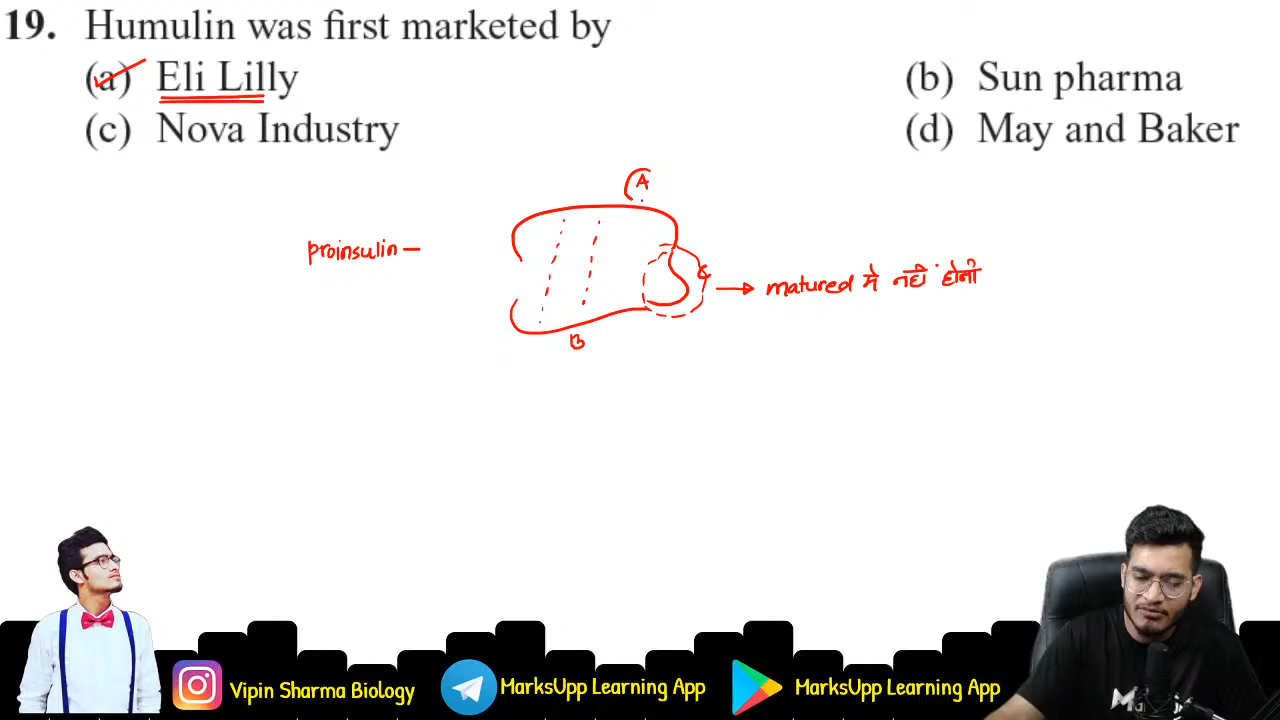 19. Humulin was first marketed by
(a) Eli Lilly (b) Sun pharma
(c) Nova Industry (d) May and Baker
A
proinsulin —
C → matured मे नही होती
B
Vipin Sharma Biology MarksUpp Learning App MarksUpp Learning App